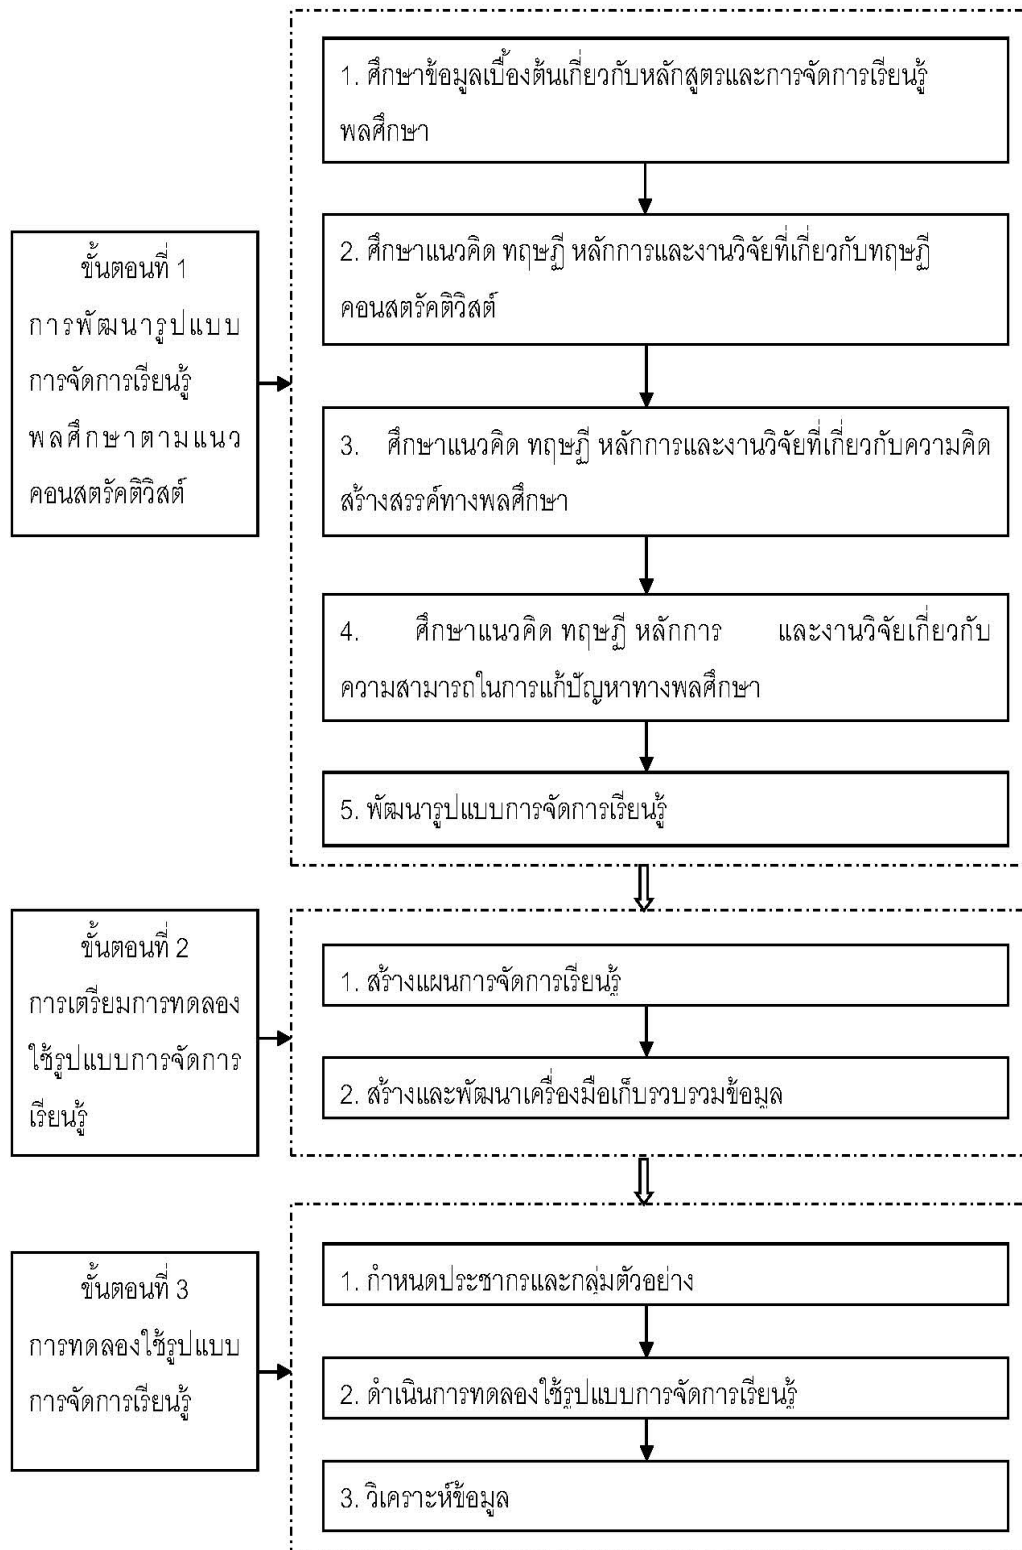 1. ศึกษาข้อมูลเบื้องต้นเกี่ยวกับหลักสูตรและการจัดการเรียนรู้
พลศึกษา
ขั้นตอนที่ 1
การพัฒนารูปแบบ
การจัดการเรียนรู้
พลศึกษาตามแนว
คอนสตรัคติวิสต์
2. ศึกษาแนวคิด ทฤษฏี หลักการและงานวิจัยที่เกี่ยวกับทฤษฏี
คอนสตรัคติวิสต์
3. ศึกษาแนวคิด ทฤษฏี หลักการและงานวิจัยที่เกี่ยวกับความคิด
สร้างสรรค์ทางพลศึกษา
4. ศึกษาแนวคิด ทฤษฏี หลักการ และงานวิจัยเกี่ยวกับ
ความสามารถในการแก้ปัญหาทางพลศึกษา
5. พัฒนารูปแบบการจัดการเรียนรู้
ขั้นตอนที่ 2
การเตรียมการทดลอง
ใช้รูปแบบการจัดการ
เรียนรู้
1. สร้างแผนการจัดการเรียนรู้
2. สร้างและพัฒนาเครื่องมือเก็บรวบรวมข้อมูล
ขั้นตอนที่ 3
การทดลองใช้รูปแบบ
การจัดการเรียนรู้
1. กำหนดประชากรและกลุ่มตัวอย่าง
2. ดำเนินการทดลองใช้รูปแบบการจัดการเรียนรู้
3. วิเคราะห์ข้อมูล